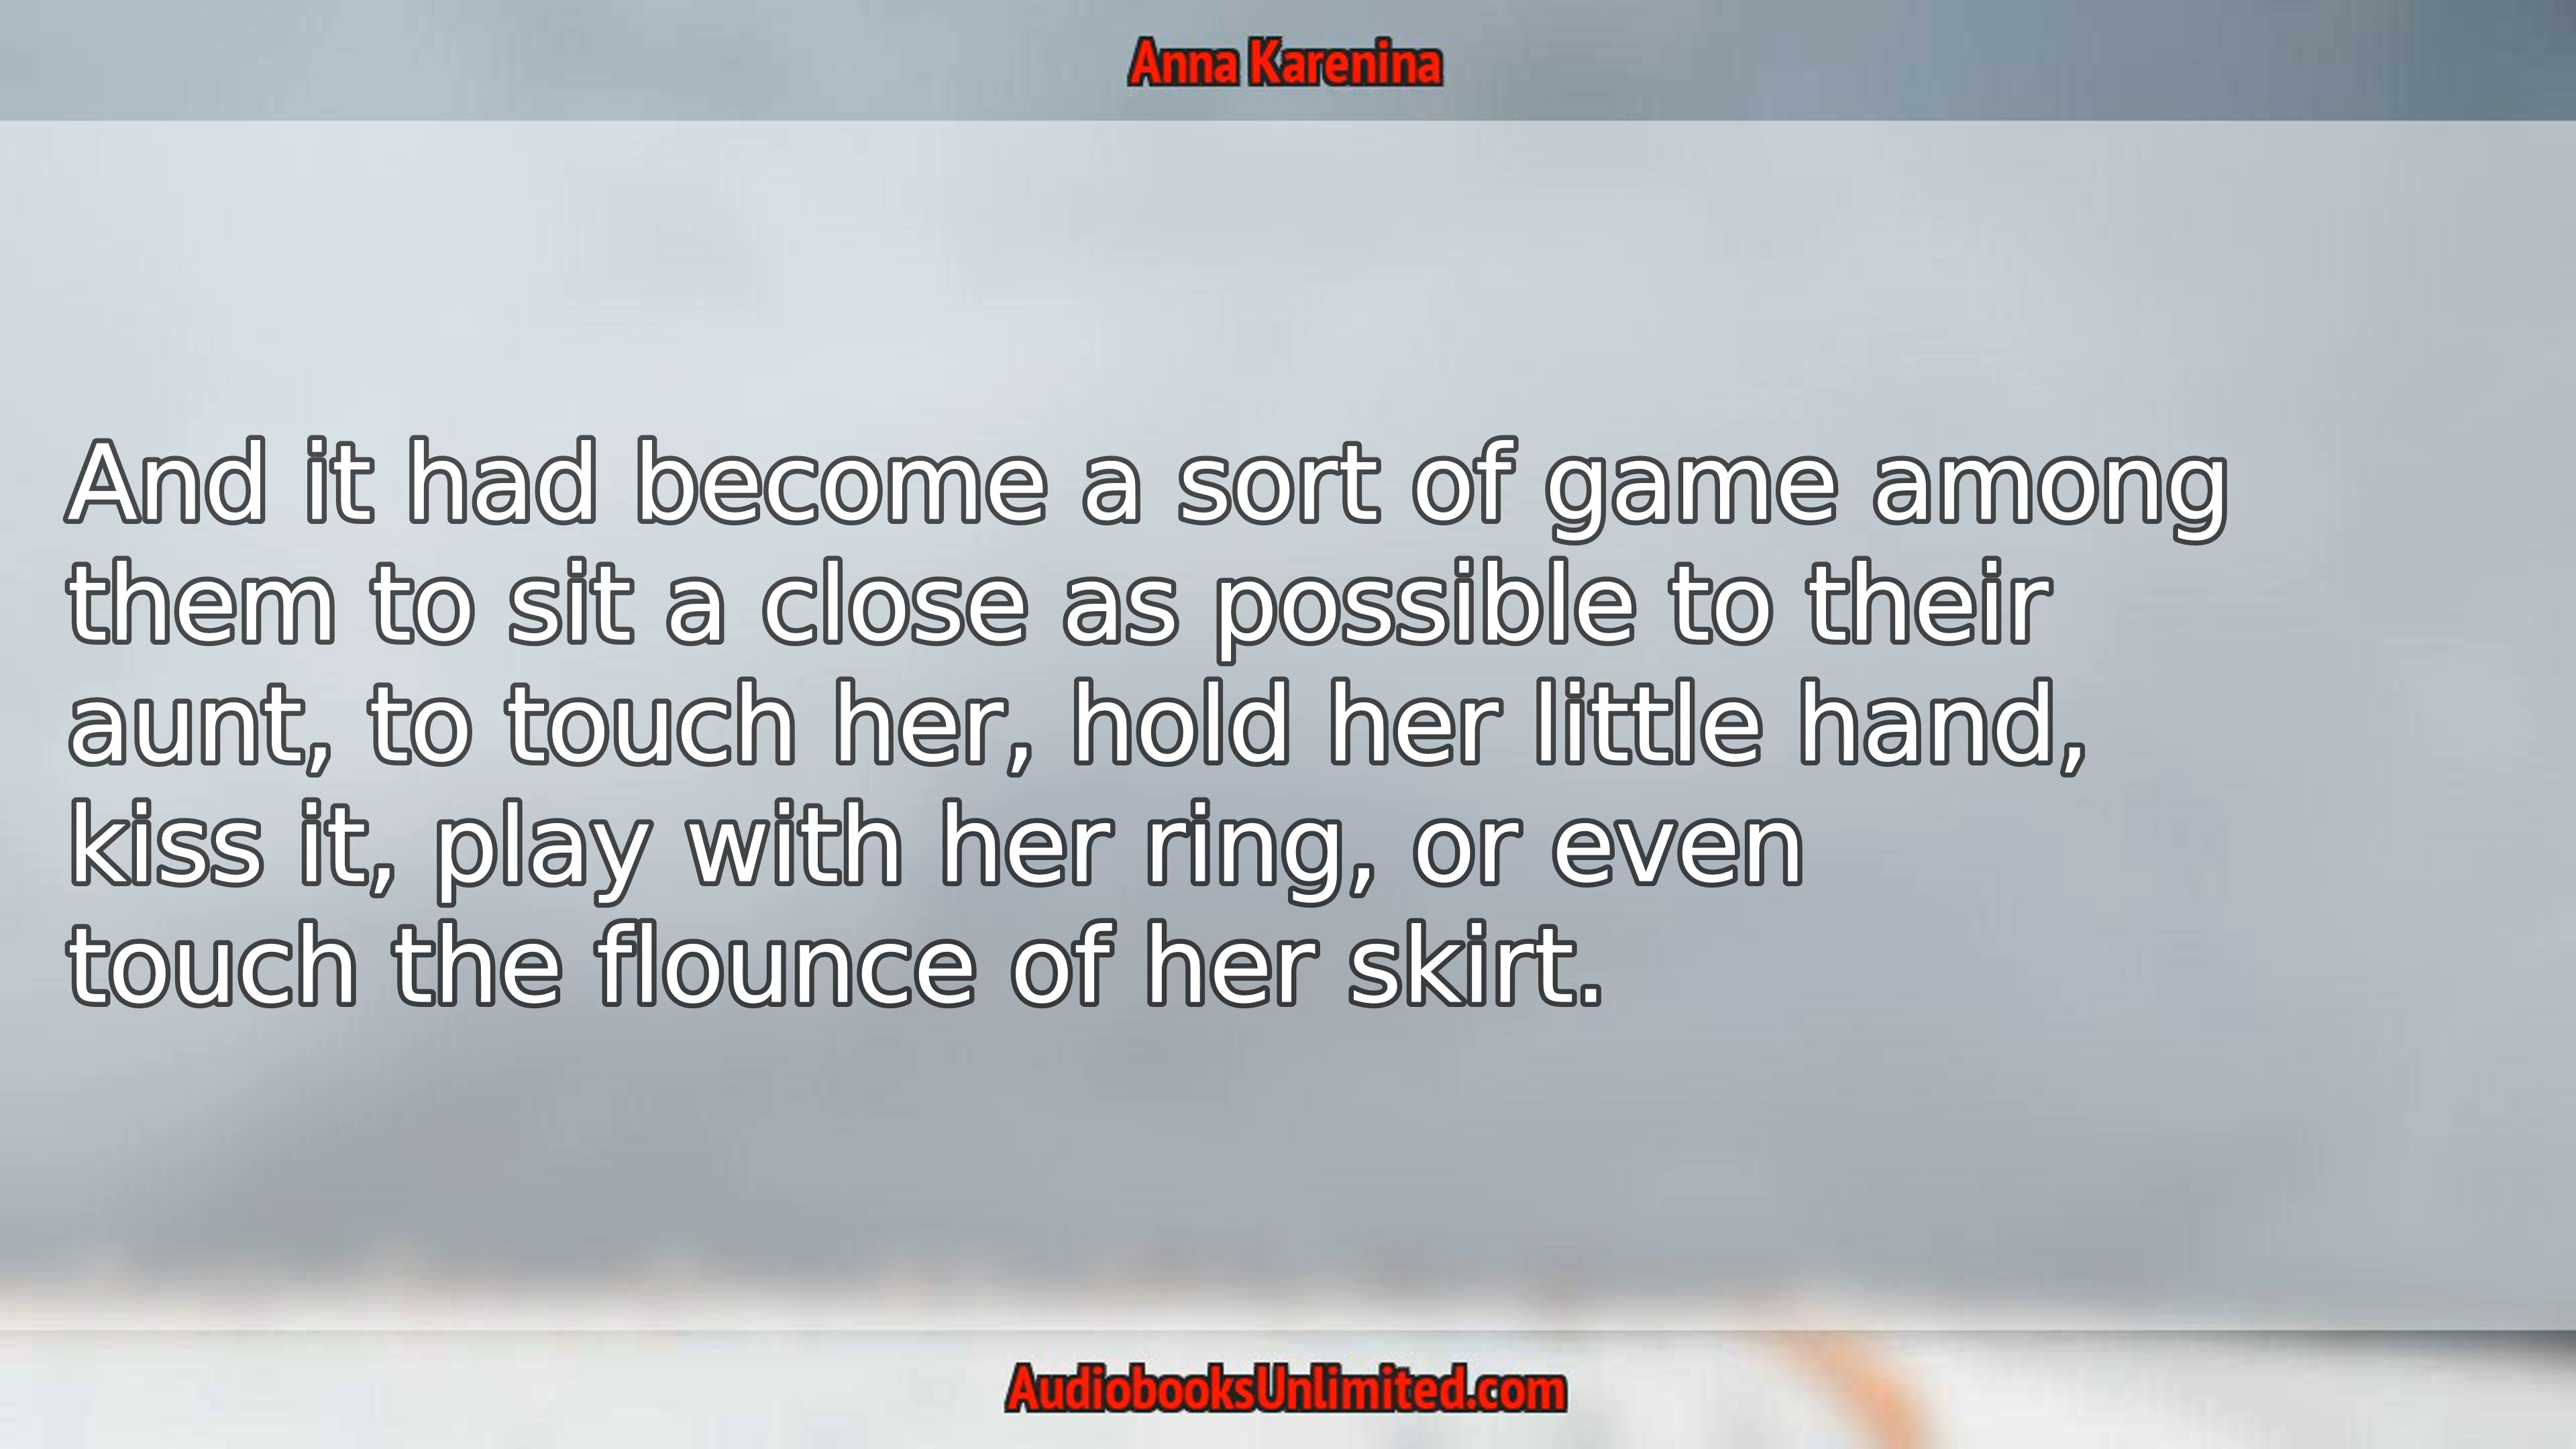 Anna Karenina
And it had become a sort of game among
them to sit a close as possible to their
aunt, to touch her, hold her little hand,
kiss it, play with her ring, or even
touch the flounce of her skirt.
AudiobooksUnlimited.com